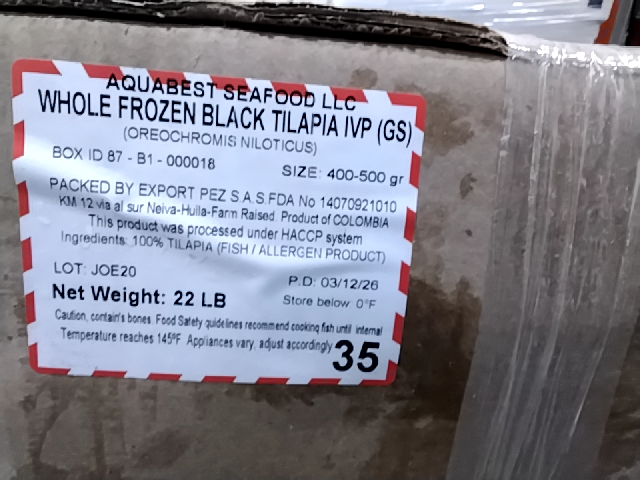 AQUABEST SEAFOOD LLC
WHOLE FROZEN BLACK TILAPIA IVP (GS)
(OREOCHROMIS NILOTICUS)
BOX ID 87 - B1 - 000018
SIZE: 400-500 gr
PACKED BY EXPORT PEZ S.A.S.FDA No 14070921010
KM 12 via al sur Neiva-Huila-Farm Raised. Product of COLOMBIA
This product was processed under HACCP system
Ingredients: 100% TILAPIA (FISH / ALLERGEN PRODUCT)
LOT: JOE20
P.D: 03/12/26
Net Weight: 22 LB
Store below 0°F
Caution, contain's bones. Food Safety guidelines recommend cooking fish until internal
Temperature reaches 145ºF Appliances vary, adjust accordingly
35